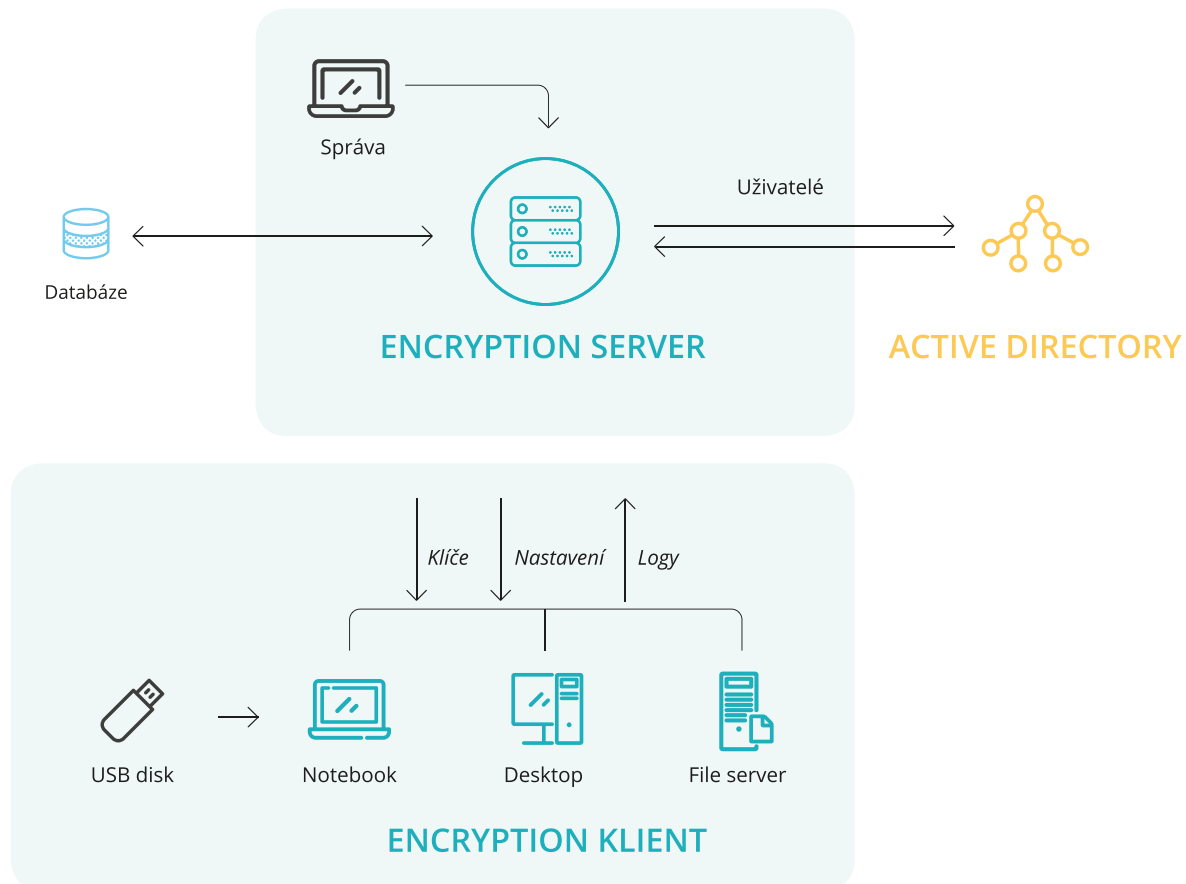 Správa
Uživatelé
Databáze
ENCRYPTION SERVER
ACTIVE DIRECTORY
Klíče
Nastavení
Logy
USB disk
Notebook
Desktop
File server
ENCRYPTION KLIENT